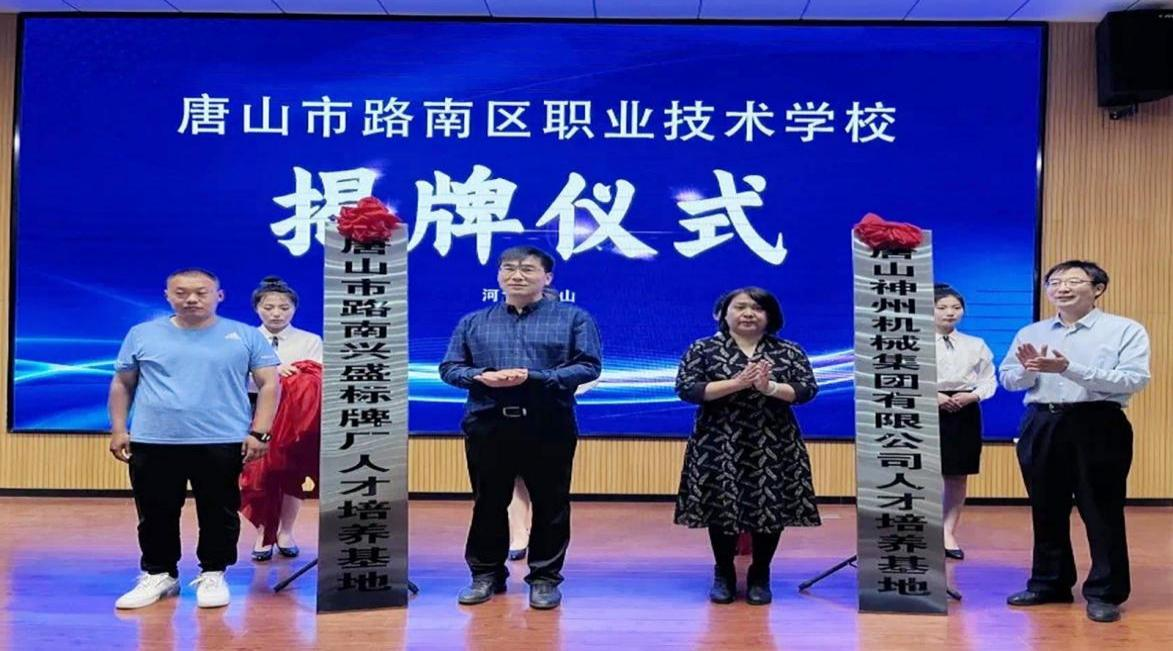 唐山市路南区职业技术学校
揭牌仪式
河 山
唐山市路南兴盛标牌厂人才培养基地
唐山神州机械集团有限公司人才培养基地